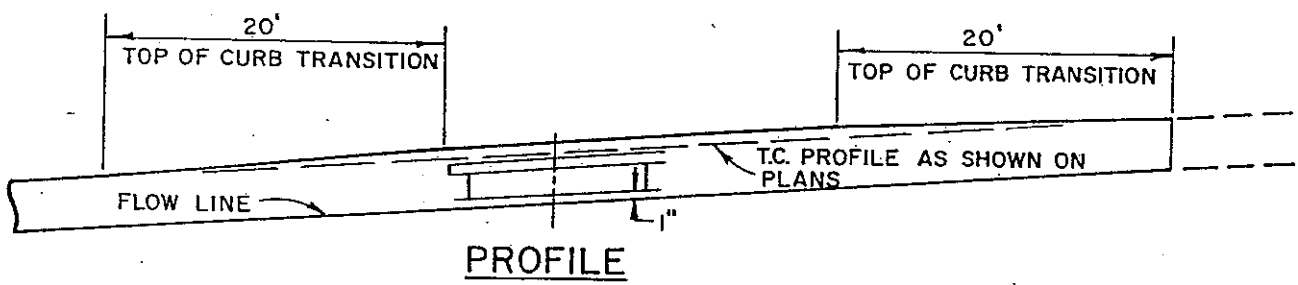 20'
TOP OF CURB TRANSITION
20'
TOP OF CURB TRANSITION
T.C. PROFILE AS SHOWN ON
PLANS
FLOW LINE
1"
PROFILE